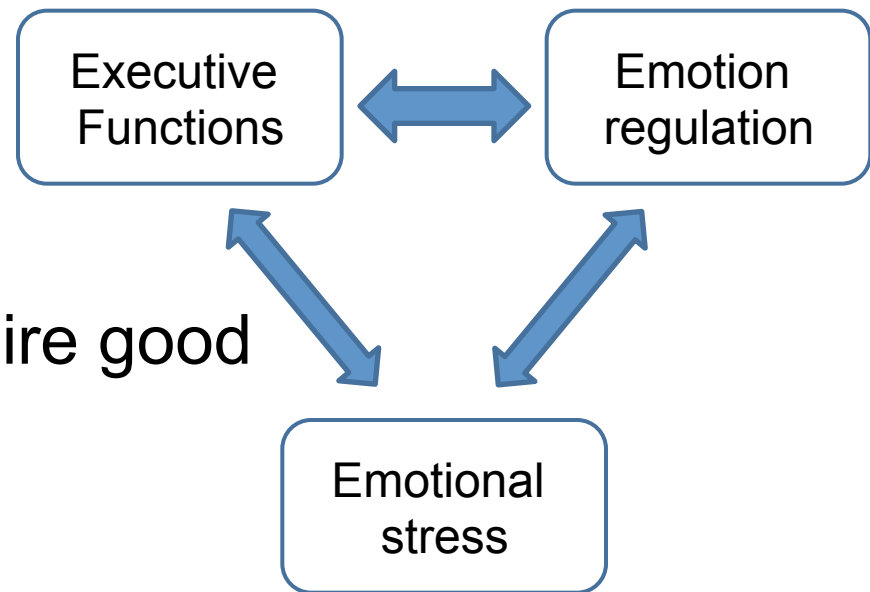 Executive
Functions
Emotion
regulation
ire good
Emotional
stress